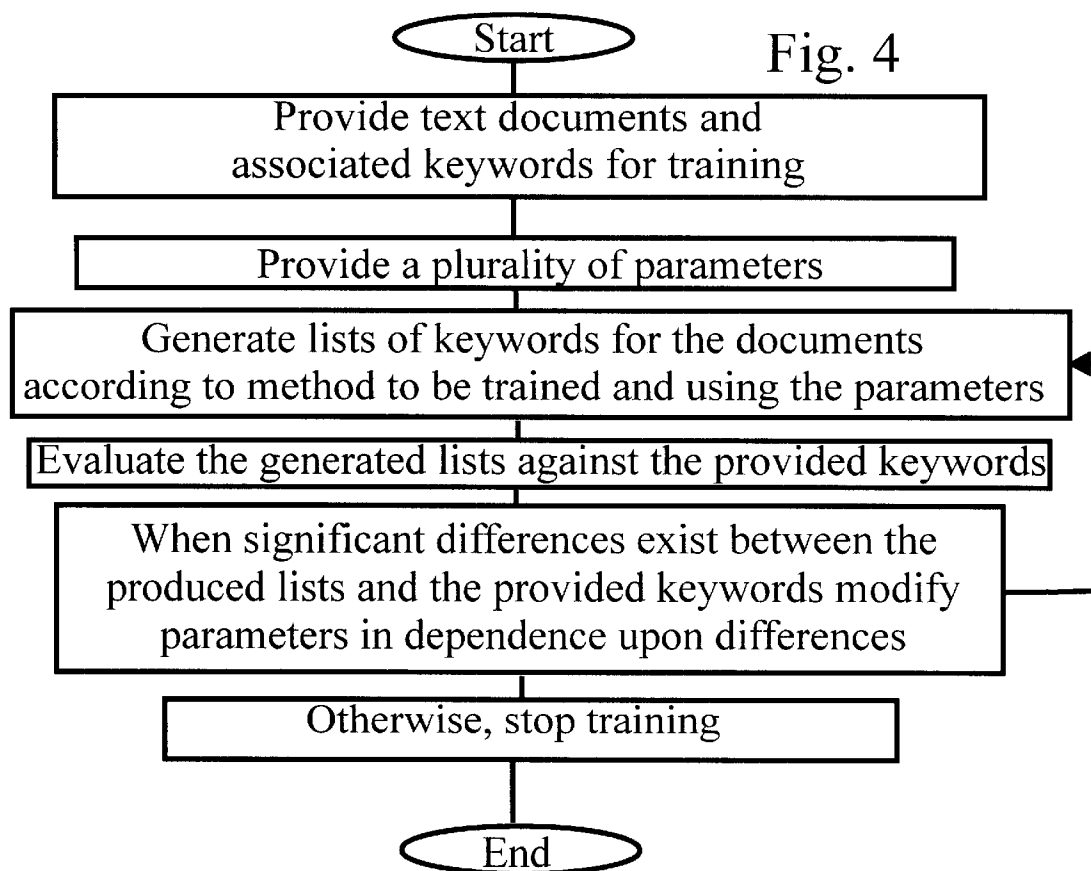 Start
Fig. 4
Provide text documents and
associated keywords for training
Provide a plurality of parameters
Generate lists of keywords for the documents
according to method to be trained and using the parameters
Evaluate the generated lists against the provided keywords
When significant differences exist between the
produced lists and the provided keywords modify
parameters in dependence upon differences
Otherwise, stop training
End